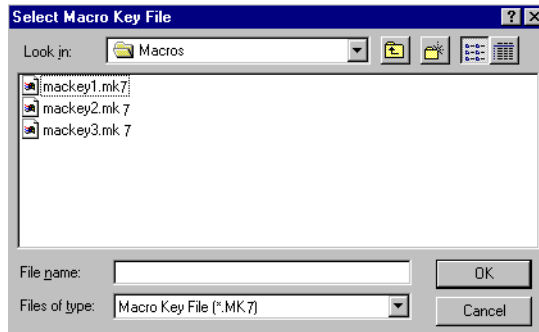 Select Macro Key File
Look in: Macros
mackey1.mk7
mackey2.mk 7
mackey3.mk 7
File name: OK
Files of type: Macro Key File (*.MK7) Cancel